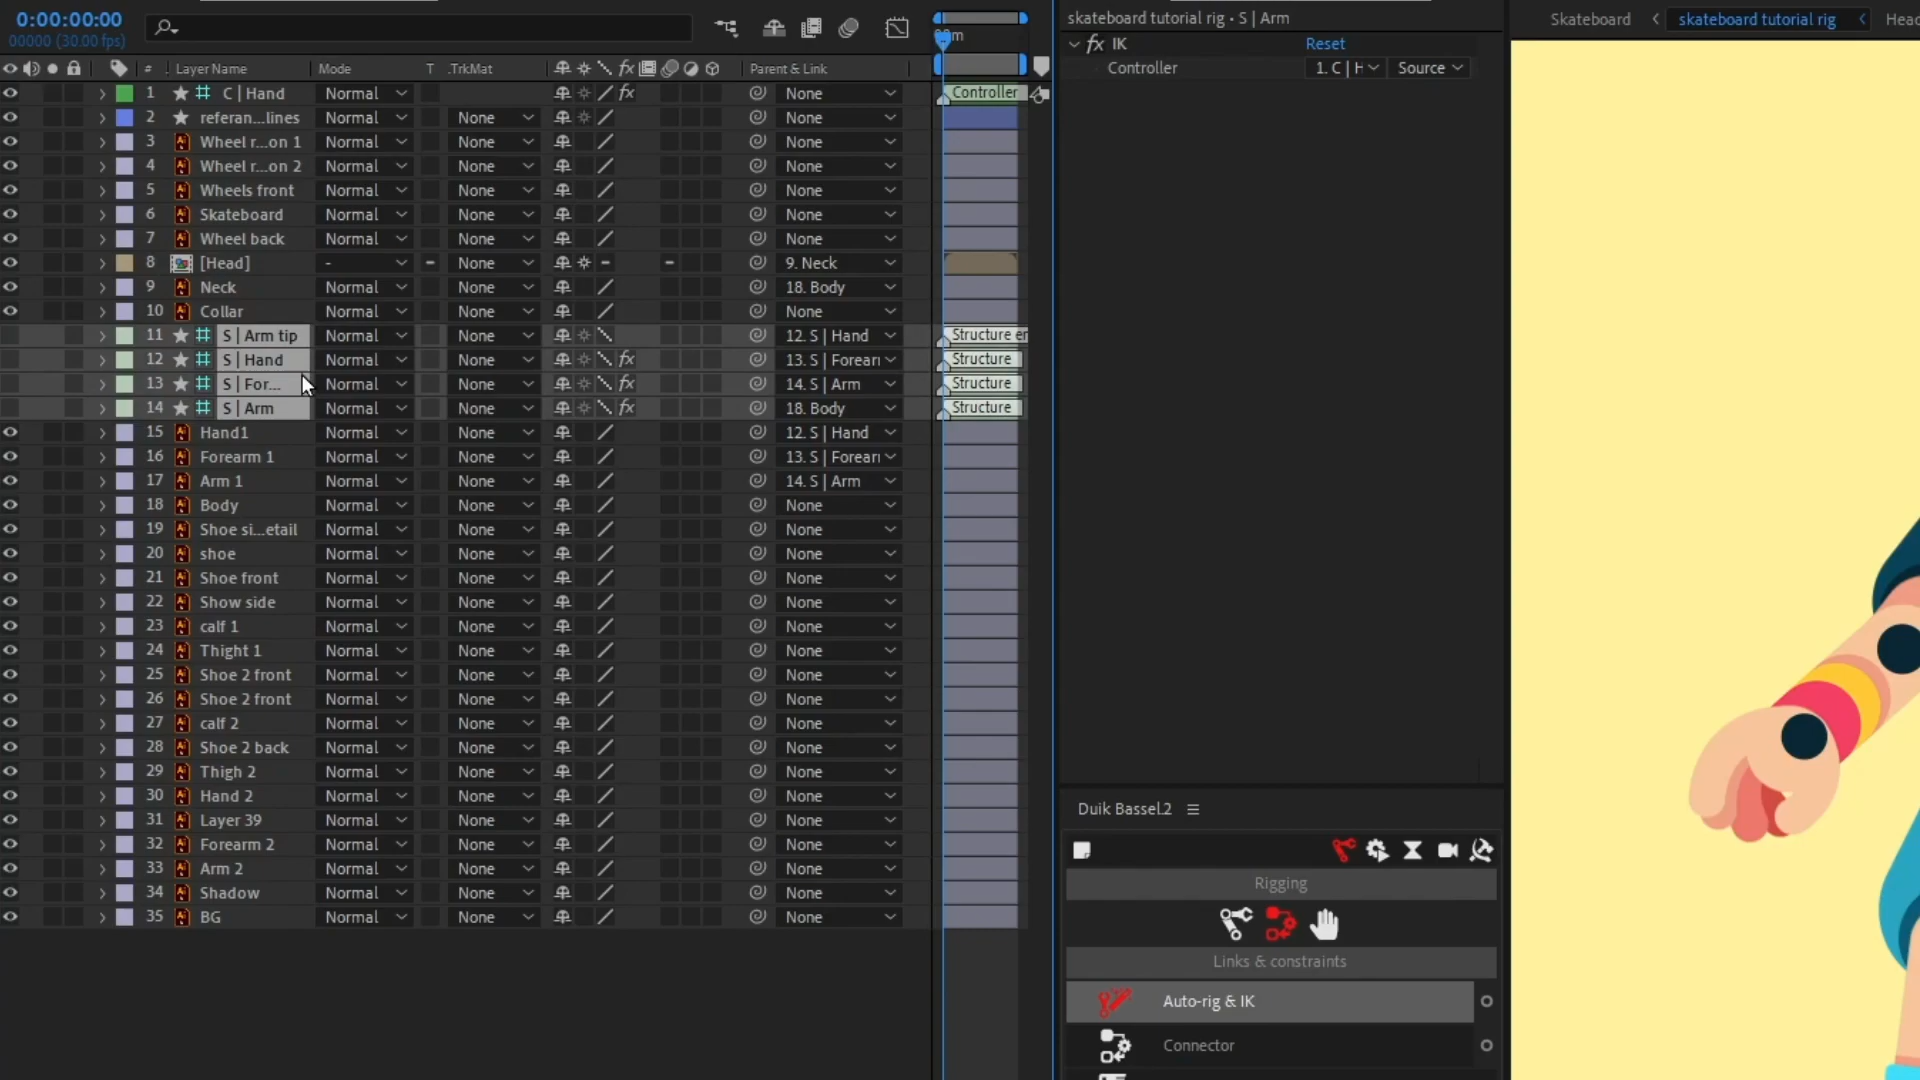 0:00:00:00
00000 (30.00 fps)
skateboard tutorial rig • S | Arm
Skateboard
skateboard tutorial rig
fx IK
Reset
Controller
1. C | H
Source
# Layer Name Mode T .TrkMat fx Parent & Link
1 C | Hand Normal fx None Controller
2 referan...lines Normal None None
3 Wheel r...on 1 Normal None None
4 Wheel r...on 2 Normal None None
5 Wheels front Normal None None
6 Skateboard Normal None None
7 Wheel back Normal None None
8 [Head] - 9. Neck
9 Neck Normal None 18. Body
10 Collar Normal None None
11 S | Arm tip Normal None 12. S | Hand Structure er
12 S | Hand Normal None fx 13. S | Forearı Structure
13 S | For... Normal None fx 14. S | Arm Structure
14 S | Arm Normal None fx 18. Body Structure
15 Hand1 Normal None 12. S | Hand
16 Forearm 1 Normal None 13. S | Forearı
17 Arm 1 Normal None 14. S | Arm
18 Body Normal None None
19 Shoe si...etail Normal None None
20 shoe Normal None None
21 Shoe front Normal None None
22 Show side Normal None None
23 calf 1 Normal None None
24 Thight 1 Normal None None
25 Shoe 2 front Normal None None
26 Shoe 2 front Normal None None
27 calf 2 Normal None None
28 Shoe 2 back Normal None None
29 Thigh 2 Normal None None
30 Hand 2 Normal None None
31 Layer 39 Normal None None
32 Forearm 2 Normal None None
33 Arm 2 Normal None None
34 Shadow Normal None None
35 BG Normal None None
Duik Bassel.2
Rigging
Links & constraints
Auto-rig & IK
Connector